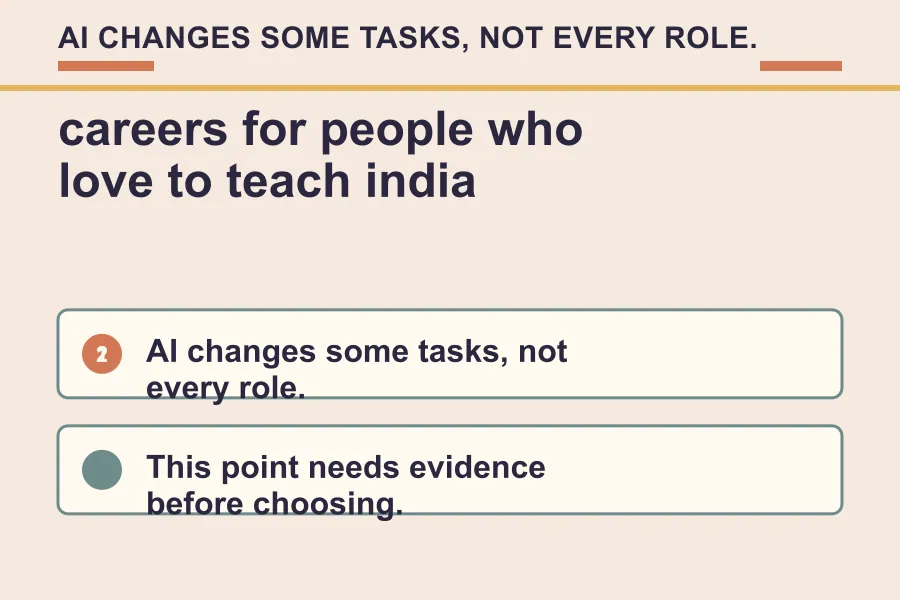 AI CHANGES SOME TASKS, NOT EVERY ROLE.
careers for people who
love to teach india
2
AI changes some tasks, not
every role.
This point needs evidence
before choosing.